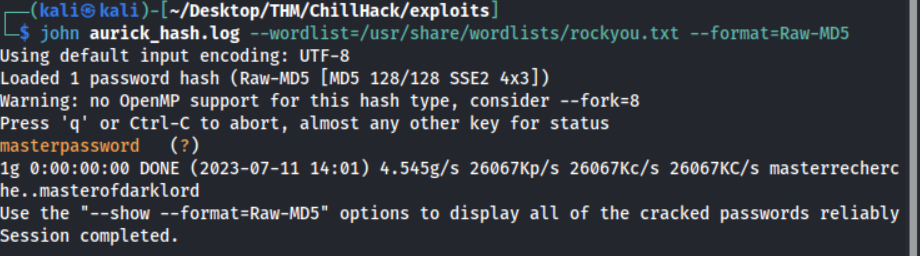 (kali㉿kali)-[~/Desktop/THM/ChillHack/exploits]
$ john aurick_hash.log --wordlist=/usr/share/wordlists/rockyou.txt --format=Raw-MD5
Using default input encoding: UTF-8
Loaded 1 password hash (Raw-MD5 [MD5 128/128 SSE2 4x3])
Warning: no OpenMP support for this hash type, consider --fork=8
Press 'q' or Ctrl-C to abort, almost any other key for status
masterpassword   (?)
1g 0:00:00:00 DONE (2023-07-11 14:01) 4.545g/s 26067Kp/s 26067Kc/s 26067KC/s masterrecherc
he..masterofdarklord
Use the "--show --format=Raw-MD5" options to display all of the cracked passwords reliably
Session completed.